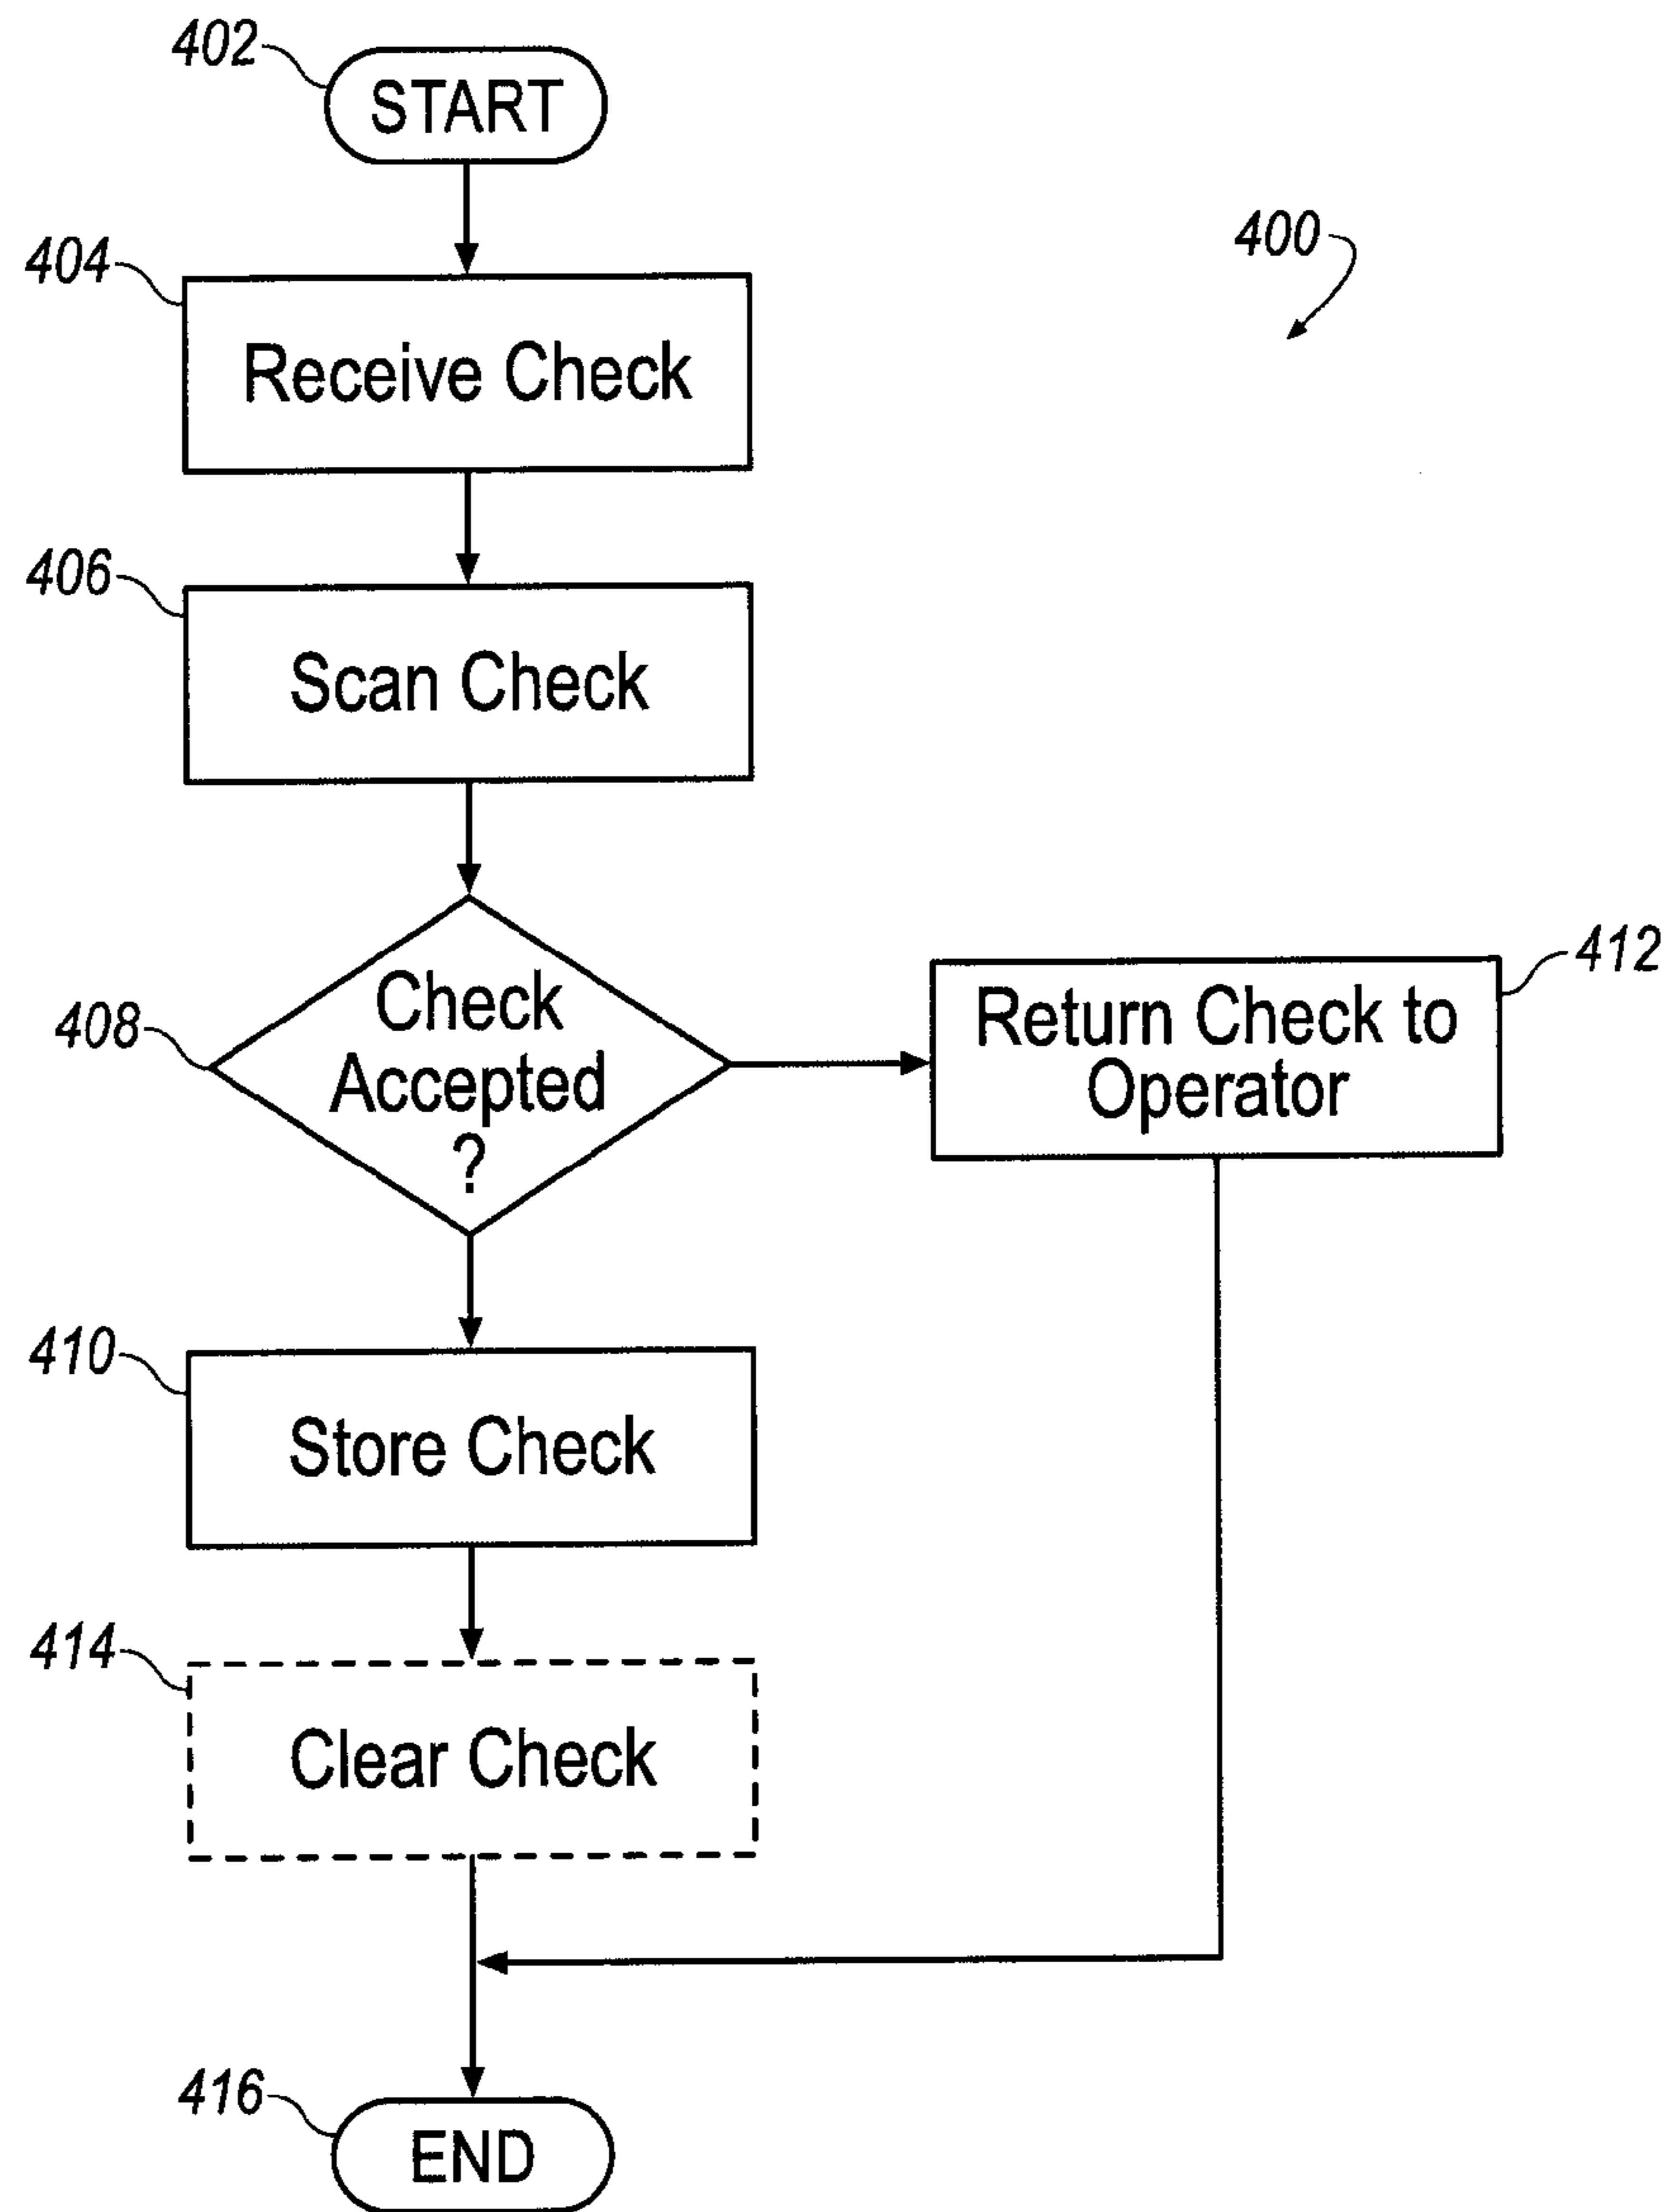 402
START
400
404
Receive Check
406
Scan Check
408
Check
Accepted
?
412
Return Check to
Operator
410
Store Check
414
Clear Check
416
END